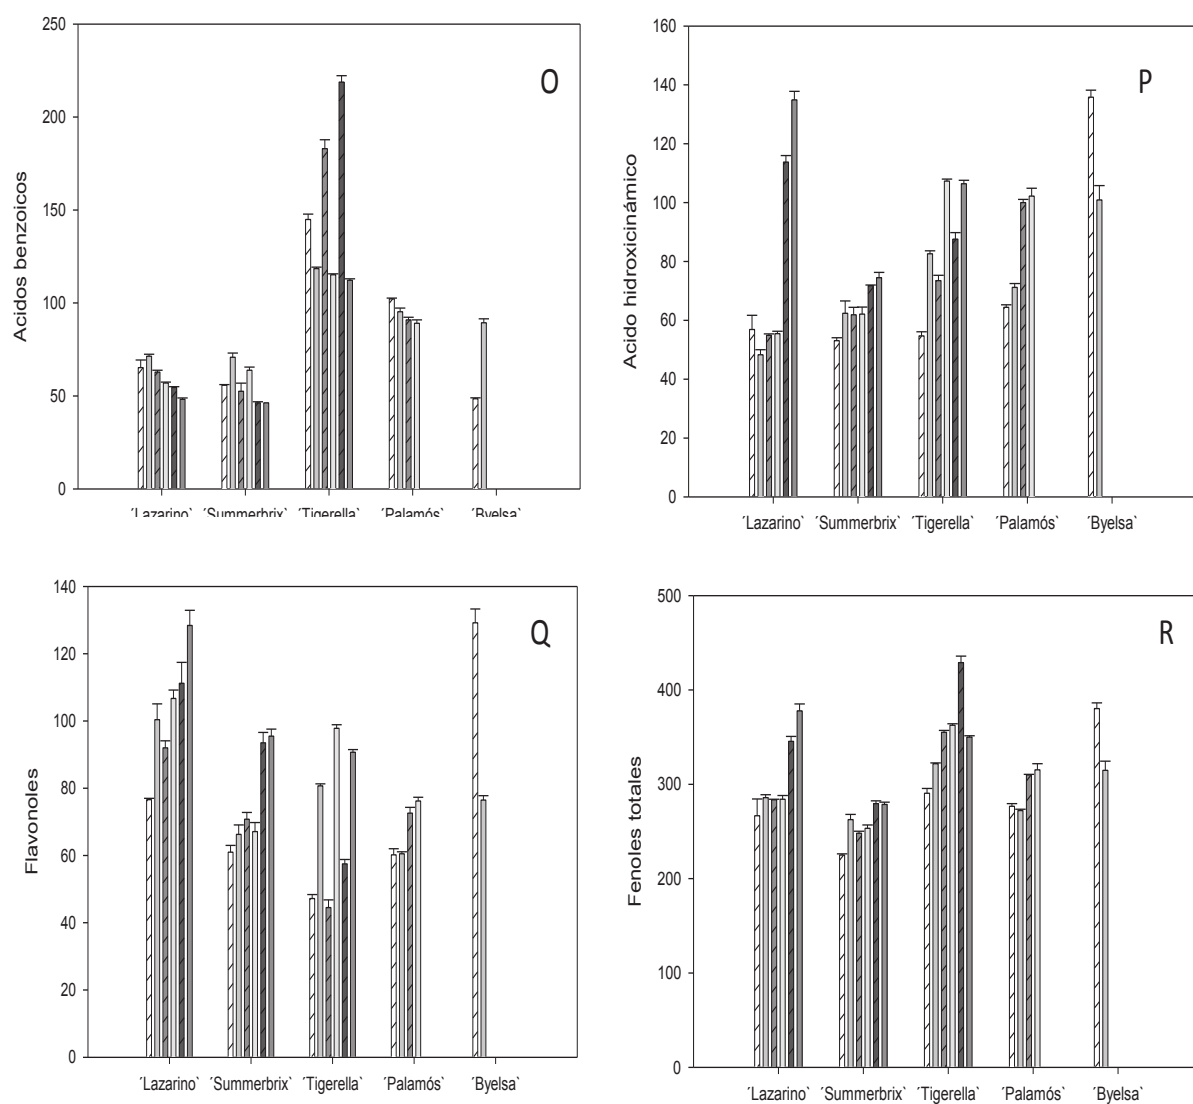 O
Acidos benzoicos
250
200
150
100
50
0
´Lazarino` ´Summerbrix` ´Tigerella` ´Palamós` ´Byelsa`
P
Acido hidroxicinámico
160
140
120
100
80
60
40
20
0
´Lazarino` ´Summerbrix` ´Tigerella` ´Palamós` ´Byelsa`
Q
Flavonoles
140
120
100
80
60
40
20
0
´Lazarino` ´Summerbrix` ´Tigerella` ´Palamós` ´Byelsa`
R
Fenoles totales
500
400
300
200
100
0
´Lazarino` ´Summerbrix` ´Tigerella` ´Palamós` ´Byelsa`